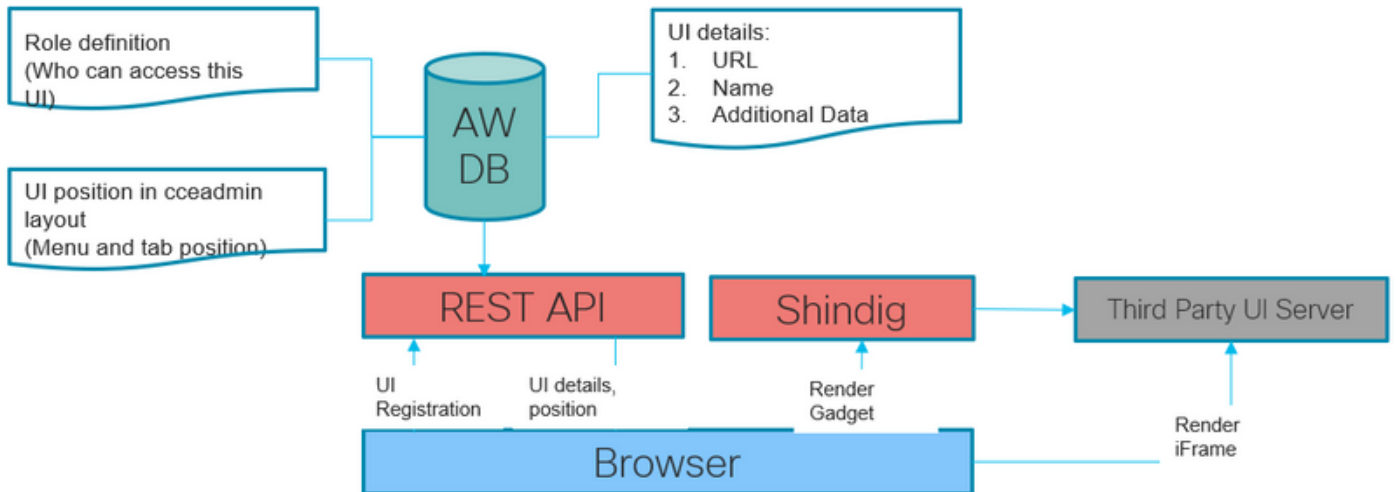 Role definition
(Who can access this
UI)
UI details:
1. URL
2. Name
3. Additional Data
AW
DB
UI position in cceadmin
layout
(Menu and tab position)
REST API
Shindig
Third Party UI Server
UI
Registration
UI details,
position
Render
Gadget
Render
iFrame
Browser